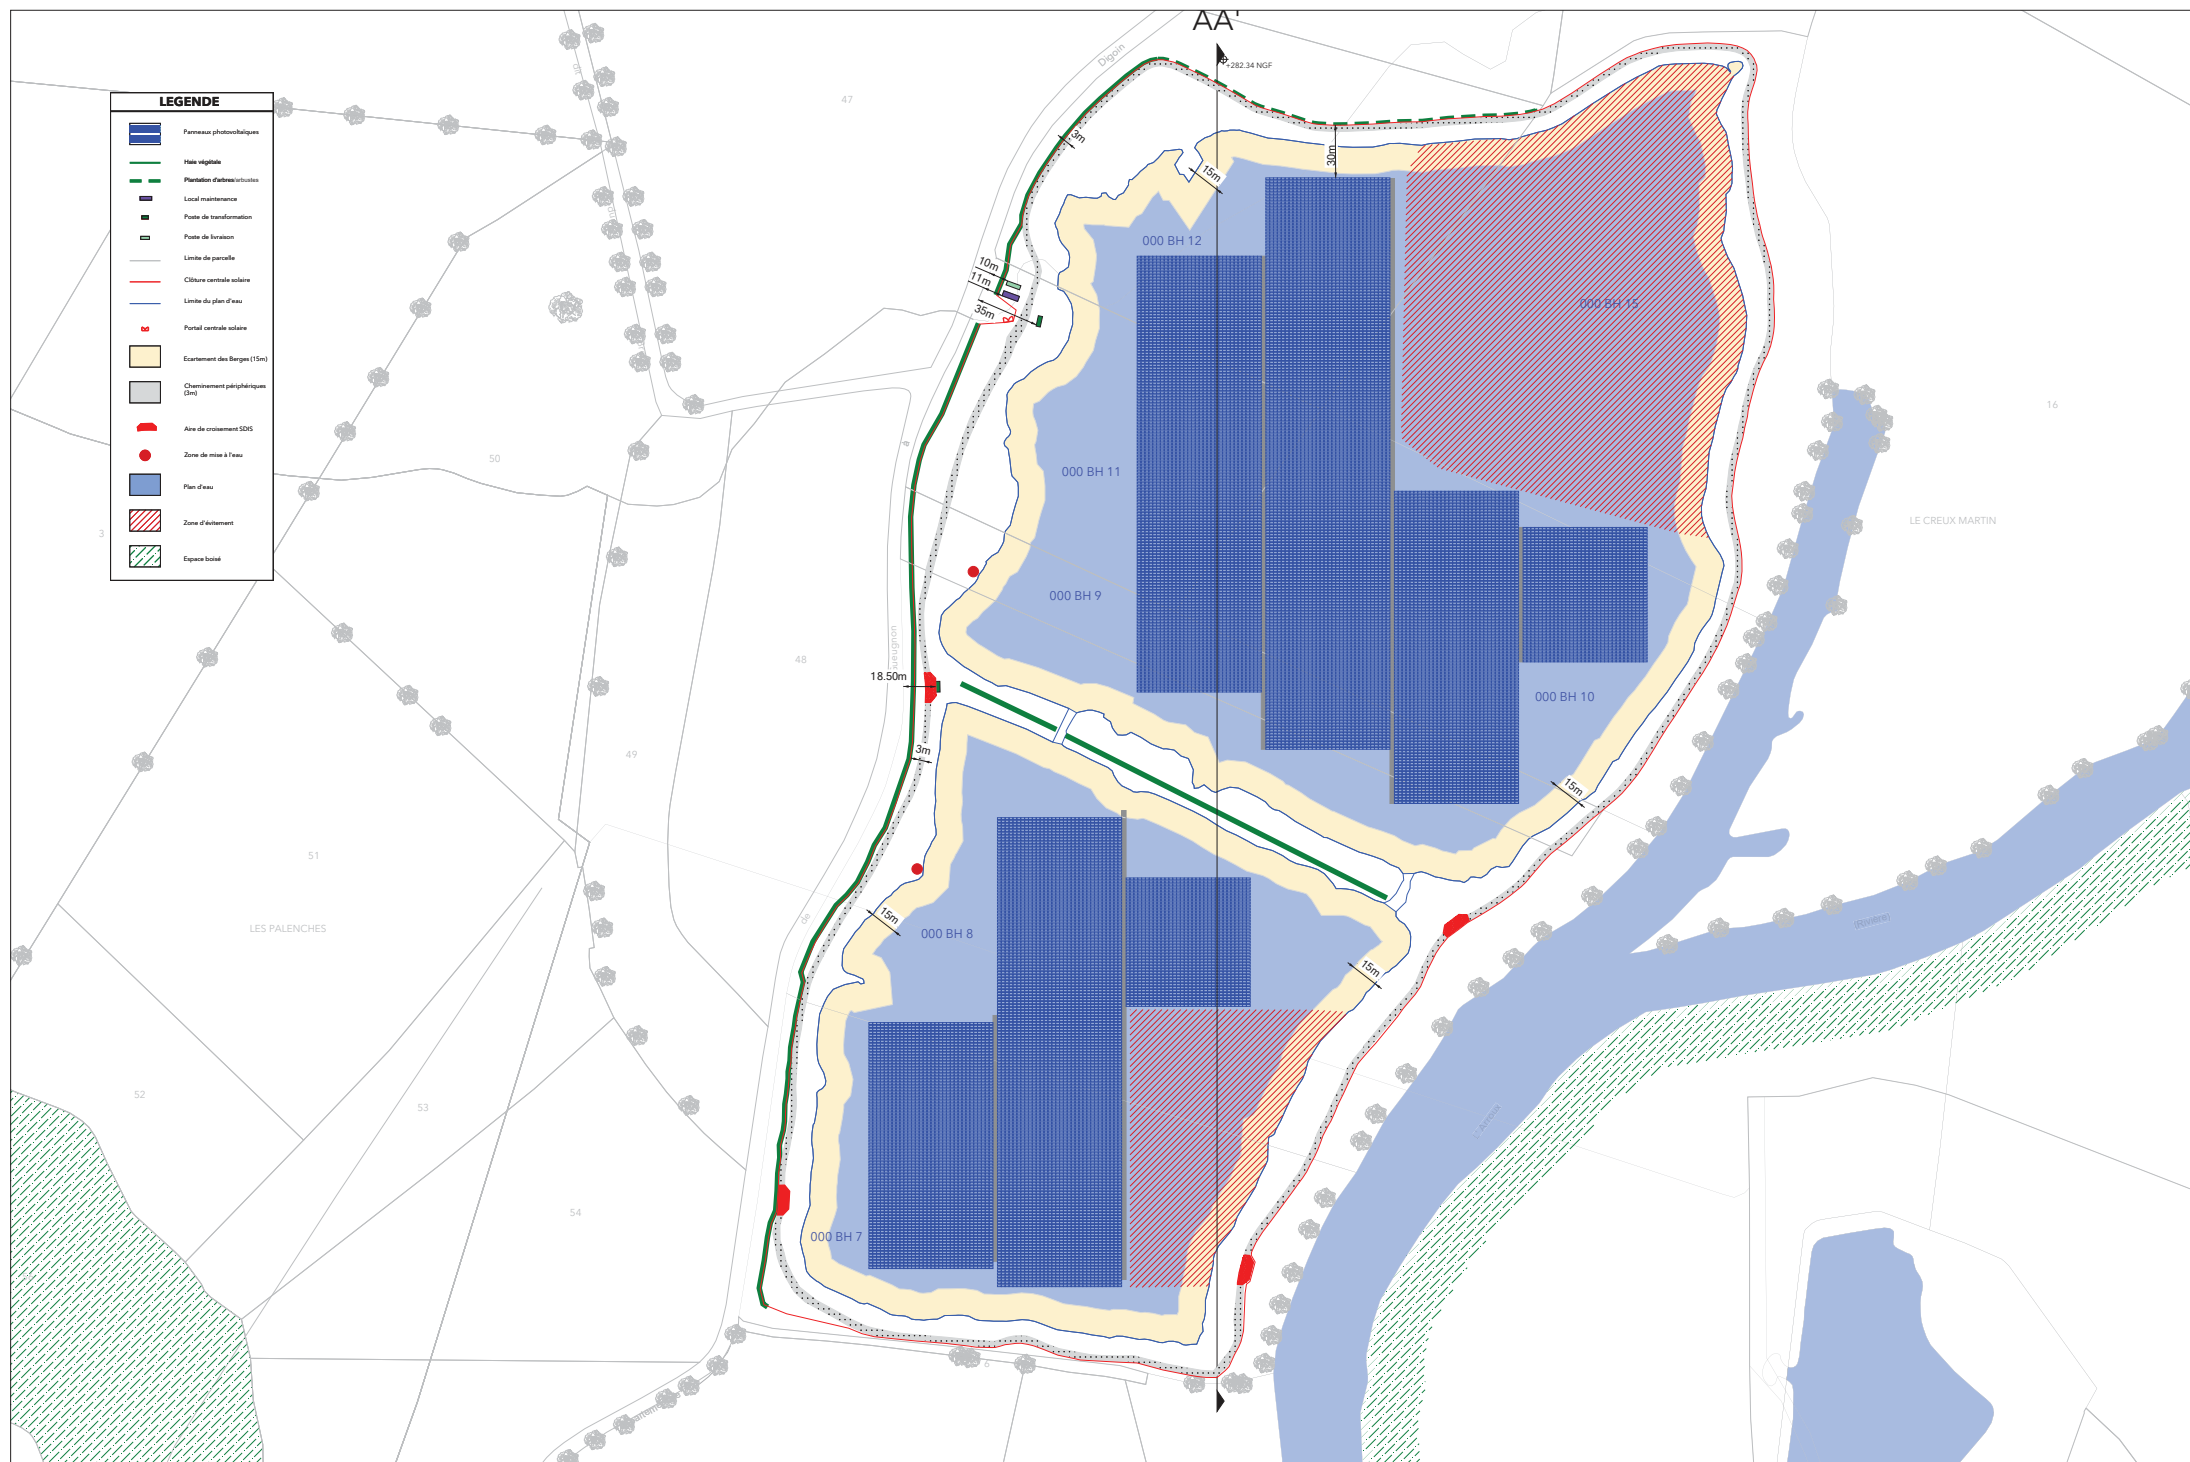 AA'
+282.34 NGF
Digoin
47
LEGENDE
Panneaux photovoltaïques
Haie végétale
Plantation d'arbres/arbustes
Local maintenance
Poste de transformation
Poste de livraison
Limite de parcelle
Clôture centrale solaire
Limite du plan d'eau
Portail centrale solaire
Ecartement des Berges (15m)
Cheminement périphériques
(3m)
Aire de croisement SDIS
Zone de mise à l'eau
Plan d'eau
Zone d'évitement
Espace boisé
3m
30m
15m
000 BH 12
10m
11m
35m
000 BH 15
16
50
à
000 BH 11
LE CREUX MARTIN
3
000 BH 9
48
18.50m
000 BH 10
49
3m
15m
51
de
15m
000 BH 8
LES PALENCHES
(Rivière)
15m
52
53
54
000 BH 7
6